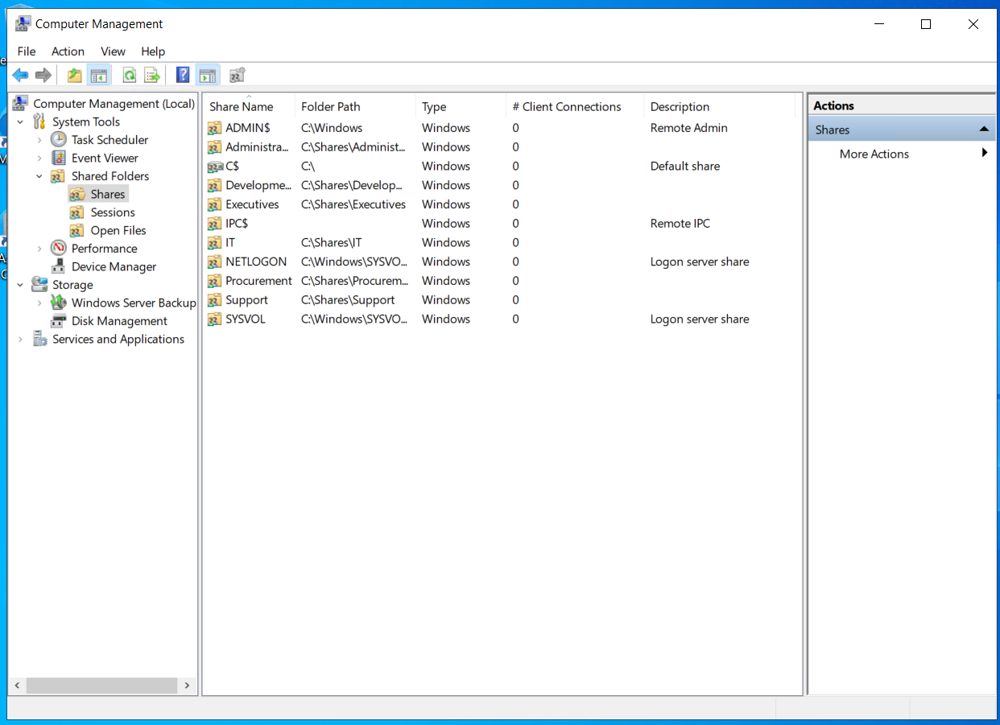 Computer Management
File Action View Help
Computer Management (Local)
System Tools
Task Scheduler
Event Viewer
Shared Folders
Shares
Sessions
Open Files
Performance
Device Manager
Storage
Windows Server Backup
Disk Management
Services and Applications
Share Name Folder Path Type # Client Connections Description
ADMIN$ C:\Windows Windows 0 Remote Admin
Administra... C:\Shares\Administ... Windows 0
C$ C:\ Windows 0 Default share
Developme... C:\Shares\Develop... Windows 0
Executives C:\Shares\Executives Windows 0
IPC$ Windows 0 Remote IPC
IT C:\Shares\IT Windows 0
NETLOGON C:\Windows\SYSVO... Windows 0 Logon server share
Procurement C:\Shares\Procurem... Windows 0
Support C:\Shares\Support Windows 0
SYSVOL C:\Windows\SYSVO... Windows 0 Logon server share
Actions
Shares
More Actions